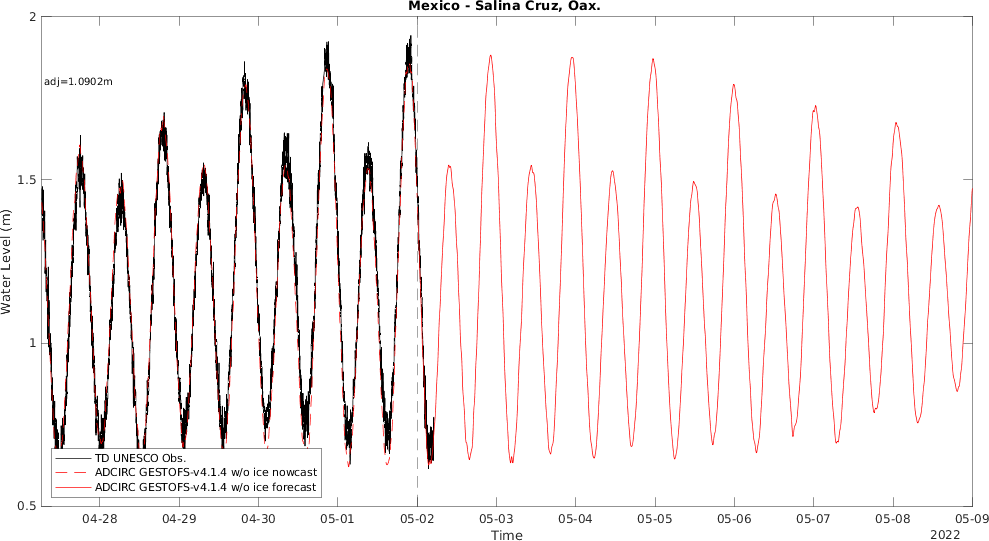 Mexico - Salina Cruz, Oax.
2
adj=1.0902m
1.5
Water Level (m)
1
TD UNESCO Obs.
ADCIRC GESTOFS-v4.1.4 w/o ice nowcast
ADCIRC GESTOFS-v4.1.4 w/o ice forecast
0.5
04-28 04-29 04-30 05-01 05-02 05-03 05-04 05-05 05-06 05-07 05-08 05-09
Time
2022